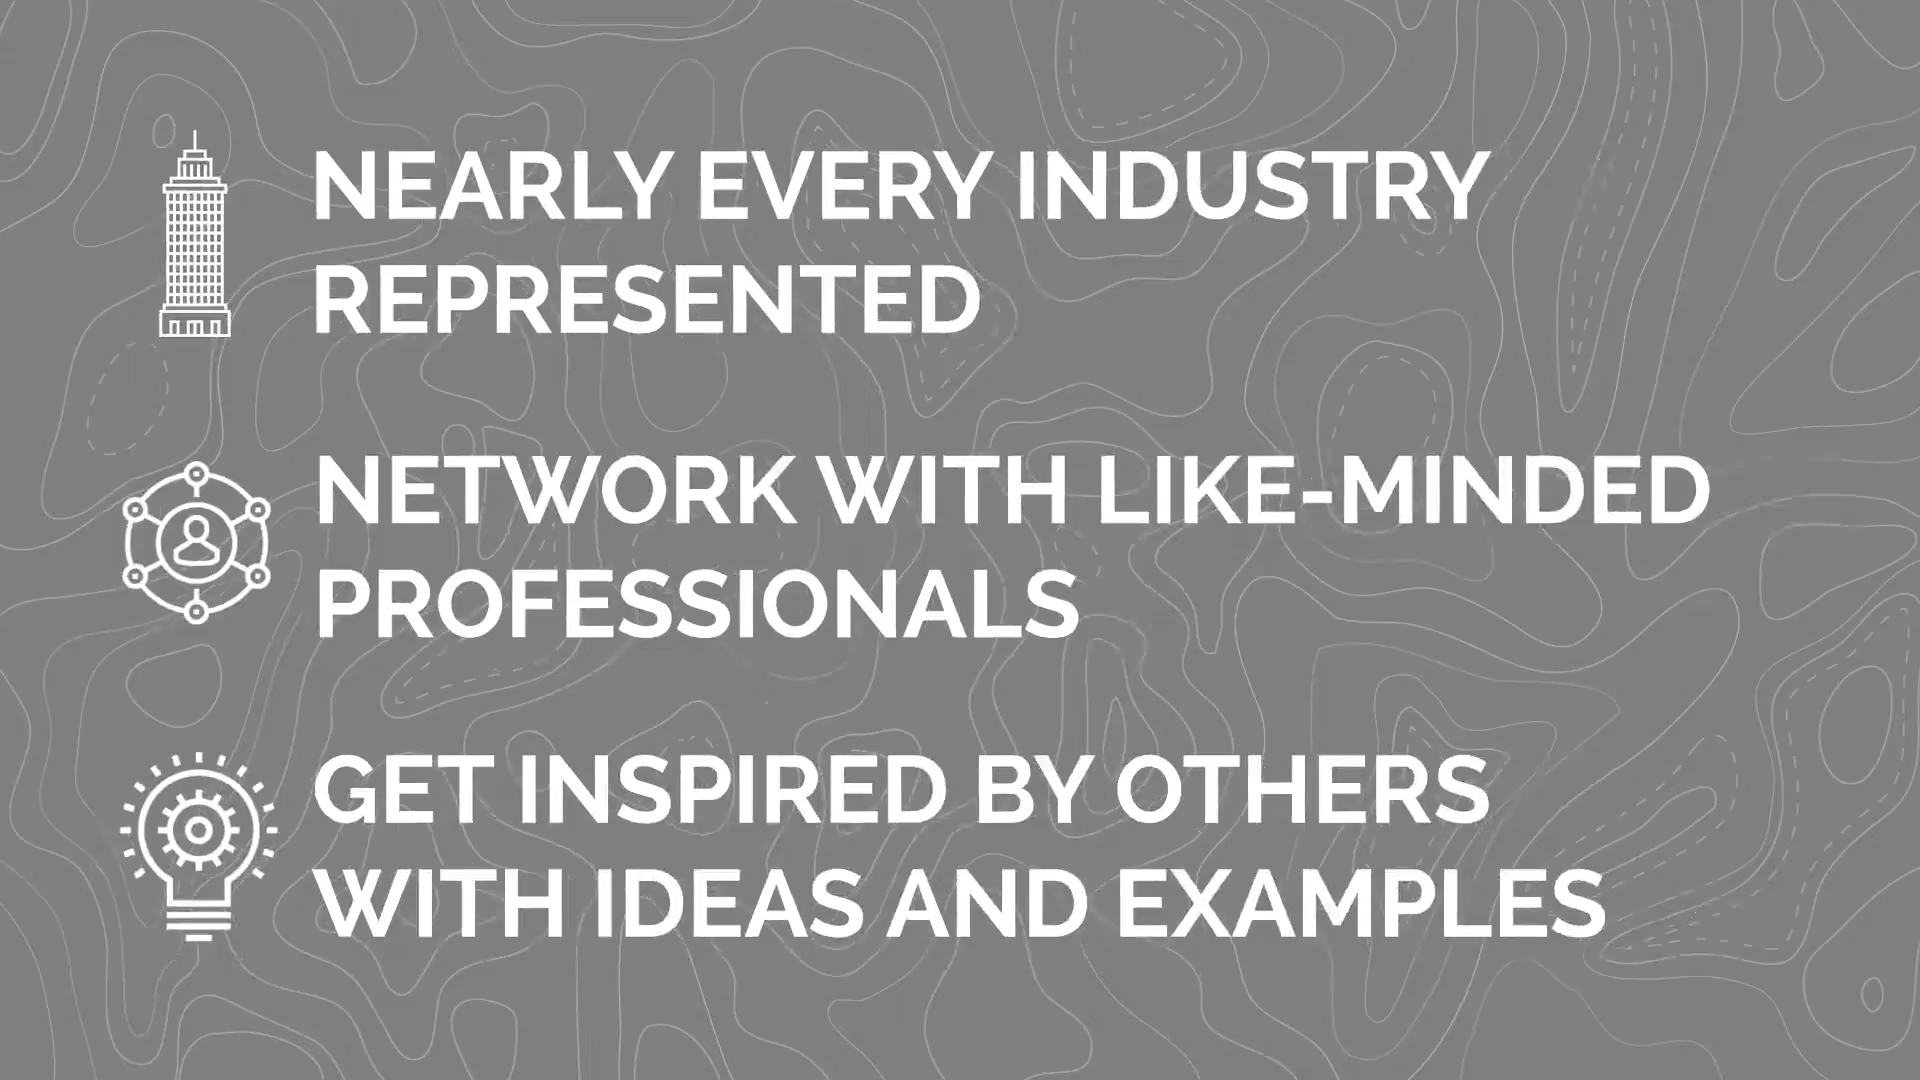 NEARLY EVERY INDUSTRY
REPRESENTED
NETWORK WITH LIKE-MINDED
PROFESSIONALS
GET INSPIRED BY OTHERS
WITH IDEAS AND EXAMPLES